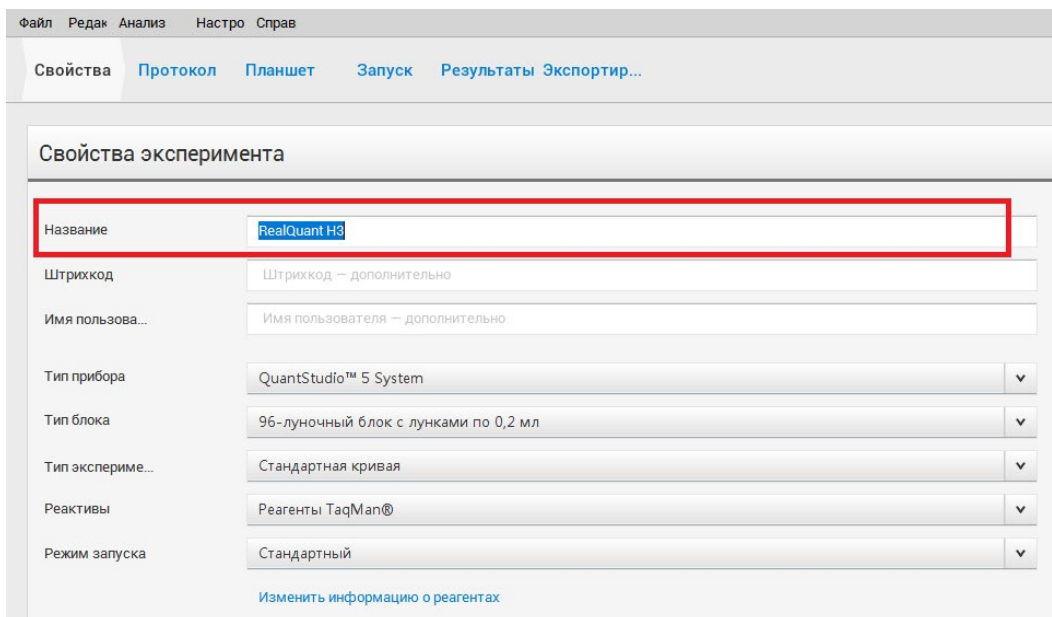 Файл Редак Анализ Настро Справ
Свойства Протокол Планшет Запуск Результаты Экспортир...
Свойства эксперимента
Название RealQuant H3
Штрихкод Штрихкод — дополнительно
Имя пользова... Имя пользователя — дополнительно
Тип прибора QuantStudio™ 5 System
Тип блока 96-луночный блок с лунками по 0,2 мл
Тип экспериме... Стандартная кривая
Реактивы Реагенты TaqMan®
Режим запуска Стандартный
Изменить информацию о реагентах